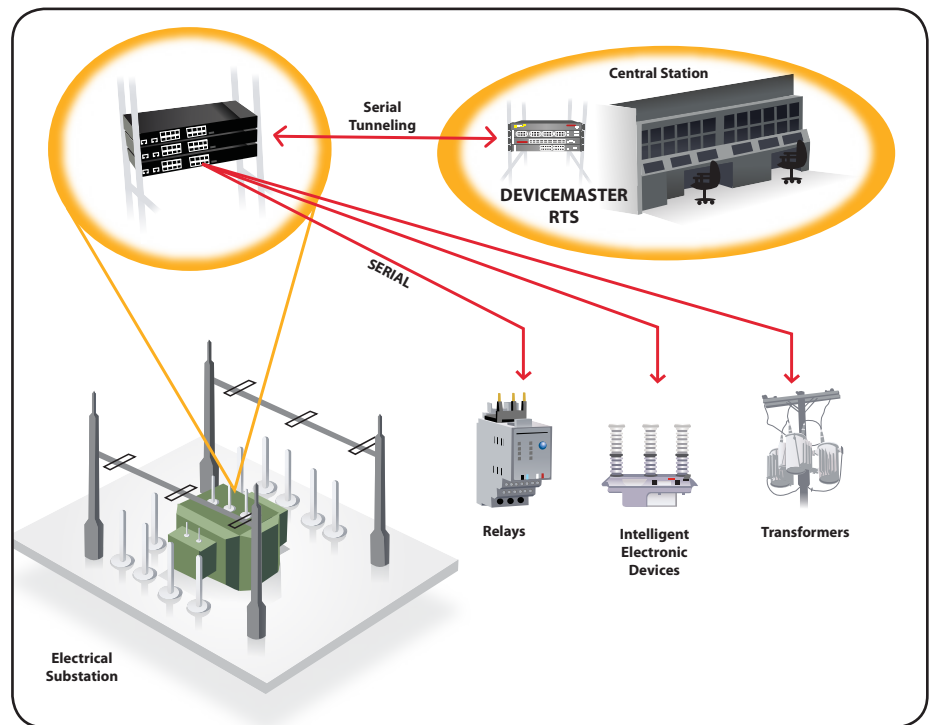 Central Station
Serial
Tunneling
DEVICEMASTER
RTS
SERIAL
Relays
Intelligent
Electronic
Devices
Transformers
Electrical
Substation